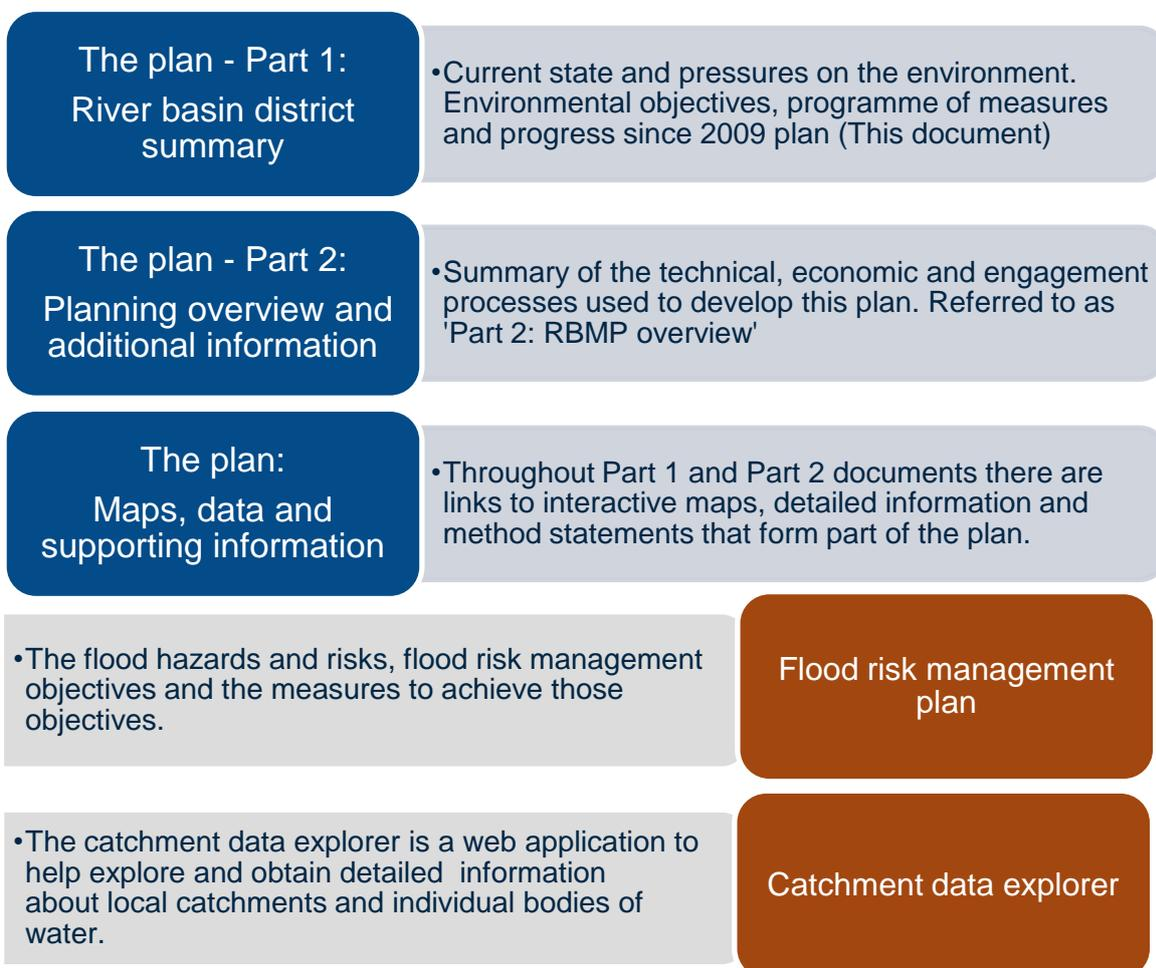 The plan - Part 1:
River basin district
summary
•Current state and pressures on the environment.
Environmental objectives, programme of measures
and progress since 2009 plan (This document)
The plan - Part 2:
Planning overview and
additional information
•Summary of the technical, economic and engagement
processes used to develop this plan. Referred to as
'Part 2: RBMP overview'
The plan:
Maps, data and
supporting information
•Throughout Part 1 and Part 2 documents there are
links to interactive maps, detailed information and
method statements that form part of the plan.
•The flood hazards and risks, flood risk management
objectives and the measures to achieve those
objectives.
Flood risk management
plan
•The catchment data explorer is a web application to
help explore and obtain detailed  information
about local catchments and individual bodies of
water.
Catchment data explorer